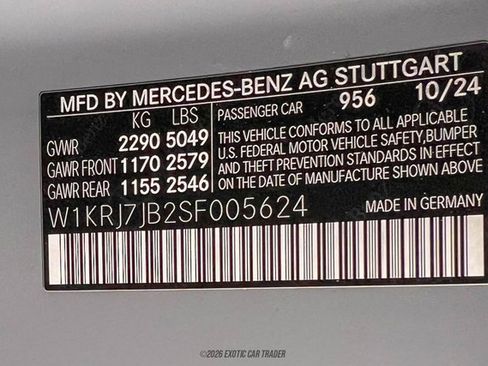 MFD BY MERCEDES-BENZ AG STUTTGART
KG LBS
PASSENGER CAR 956 10/24
GVWR 2290 5049
GAWR FRONT 1170 2579
GAWR REAR 1155 2546
THIS VEHICLE CONFORMS TO ALL APPLICABLE
U.S. FEDERAL MOTOR VEHICLE SAFETY, BUMPER
AND THEFT PREVENTION STANDARDS IN EFFECT
ON THE DATE OF MANUFACTURE SHOWN ABOVE
W1KRJ7JB2SF005624 MADE IN GERMANY
©2026 EXOTIC CAR TRADER